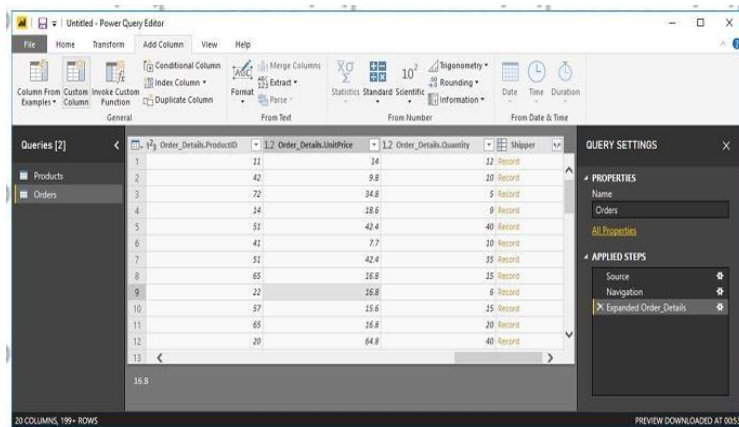 Untitled - Power Query Editor
File Home Transform Add Column View Help
Column From Examples Custom Column Invoke Custom Function
Conditional Column
Index Column
Duplicate Column
General
Format
Merge Columns
Extract
Parse
From Text
Statistics Standard Scientific
Trigonometry
Rounding
Information
From Number
Date Time Duration
From Date & Time
Queries [2]
Products
Orders
Order_Details.ProductID 1.2 Order_Details.UnitPrice 1.2 Order_Details.Quantity Shipper
1 11 14 12 Record
2 42 9.8 10 Record
3 72 34.8 5 Record
4 14 18.6 9 Record
5 51 42.4 40 Record
6 41 7.7 10 Record
7 51 42.4 35 Record
8 65 16.8 15 Record
9 22 16.8 6 Record
10 57 15.6 15 Record
11 65 16.8 20 Record
12 20 64.8 40 Record
13
16.8
QUERY SETTINGS
PROPERTIES
Name
Orders
All Properties
APPLIED STEPS
Source
Navigation
Expanded Order_Details
20 COLUMNS, 199+ ROWS
PREVIEW DOWNLOADED AT 00:53